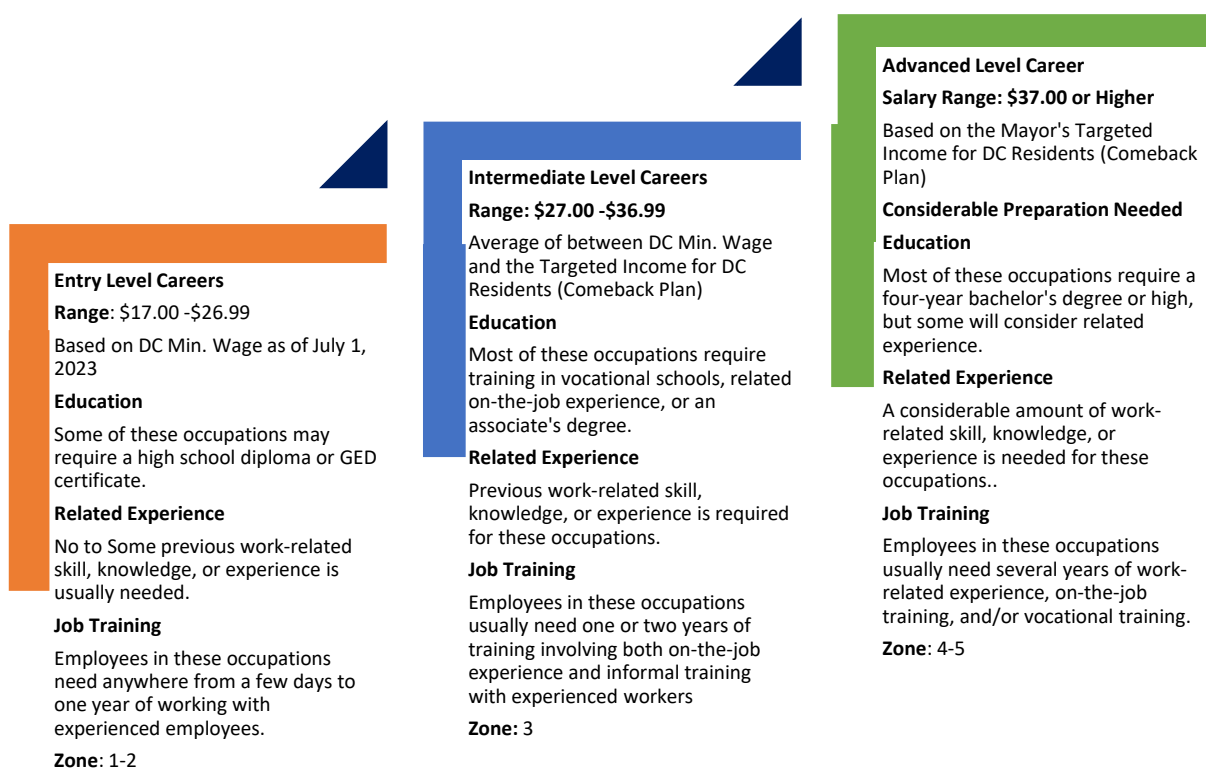 Entry Level Careers
Range: $17.00 -$26.99
Based on DC Min. Wage as of July 1,
2023
Education
Some of these occupations may
require a high school diploma or GED
certificate.
Related Experience
No to Some previous work-related
skill, knowledge, or experience is
usually needed.
Job Training
Employees in these occupations
need anywhere from a few days to
one year of working with
experienced employees.
Zone: 1-2
Intermediate Level Careers
Range: $27.00 -$36.99
Average of between DC Min. Wage
and the Targeted Income for DC
Residents (Comeback Plan)
Education
Most of these occupations require
training in vocational schools, related
on-the-job experience, or an
associate's degree.
Related Experience
Previous work-related skill,
knowledge, or experience is required
for these occupations.
Job Training
Employees in these occupations
usually need one or two years of
training involving both on-the-job
experience and informal training
with experienced workers
Zone: 3
Advanced Level Career
Salary Range: $37.00 or Higher
Based on the Mayor's Targeted
Income for DC Residents (Comeback
Plan)
Considerable Preparation Needed
Education
Most of these occupations require a
four-year bachelor's degree or high,
but some will consider related
experience.
Related Experience
A considerable amount of work-
related skill, knowledge, or
experience is needed for these
occupations..
Job Training
Employees in these occupations
usually need several years of work-
related experience, on-the-job
training, and/or vocational training.
Zone: 4-5